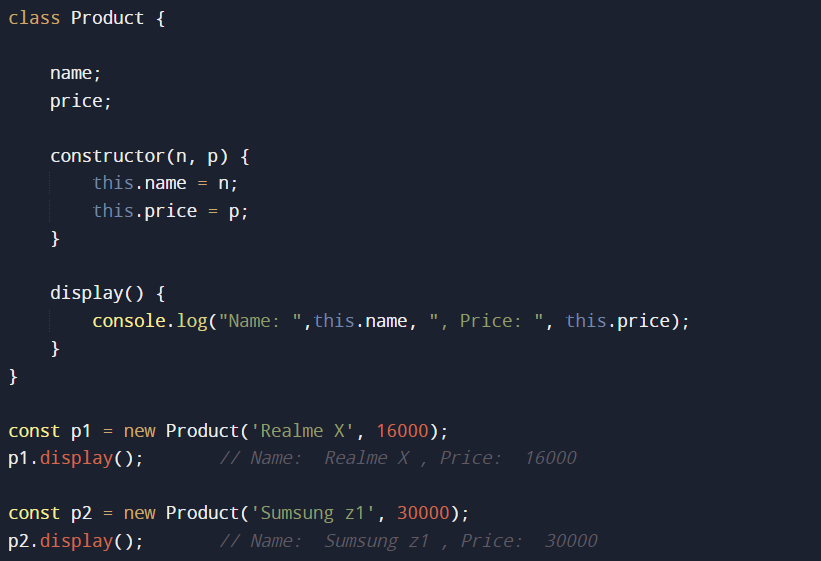 class Product {
name;
price;
constructor(n, p) {
this.name = n;
this.price = p;
}
display() {
console.log("Name: ",this.name, ", Price: ", this.price);
}
}
const p1 = new Product('Realme X', 16000);
p1.display(); // Name:  Realme X , Price:  16000
const p2 = new Product('Sumsung z1', 30000);
p2.display(); // Name:  Sumsung z1 , Price:  30000